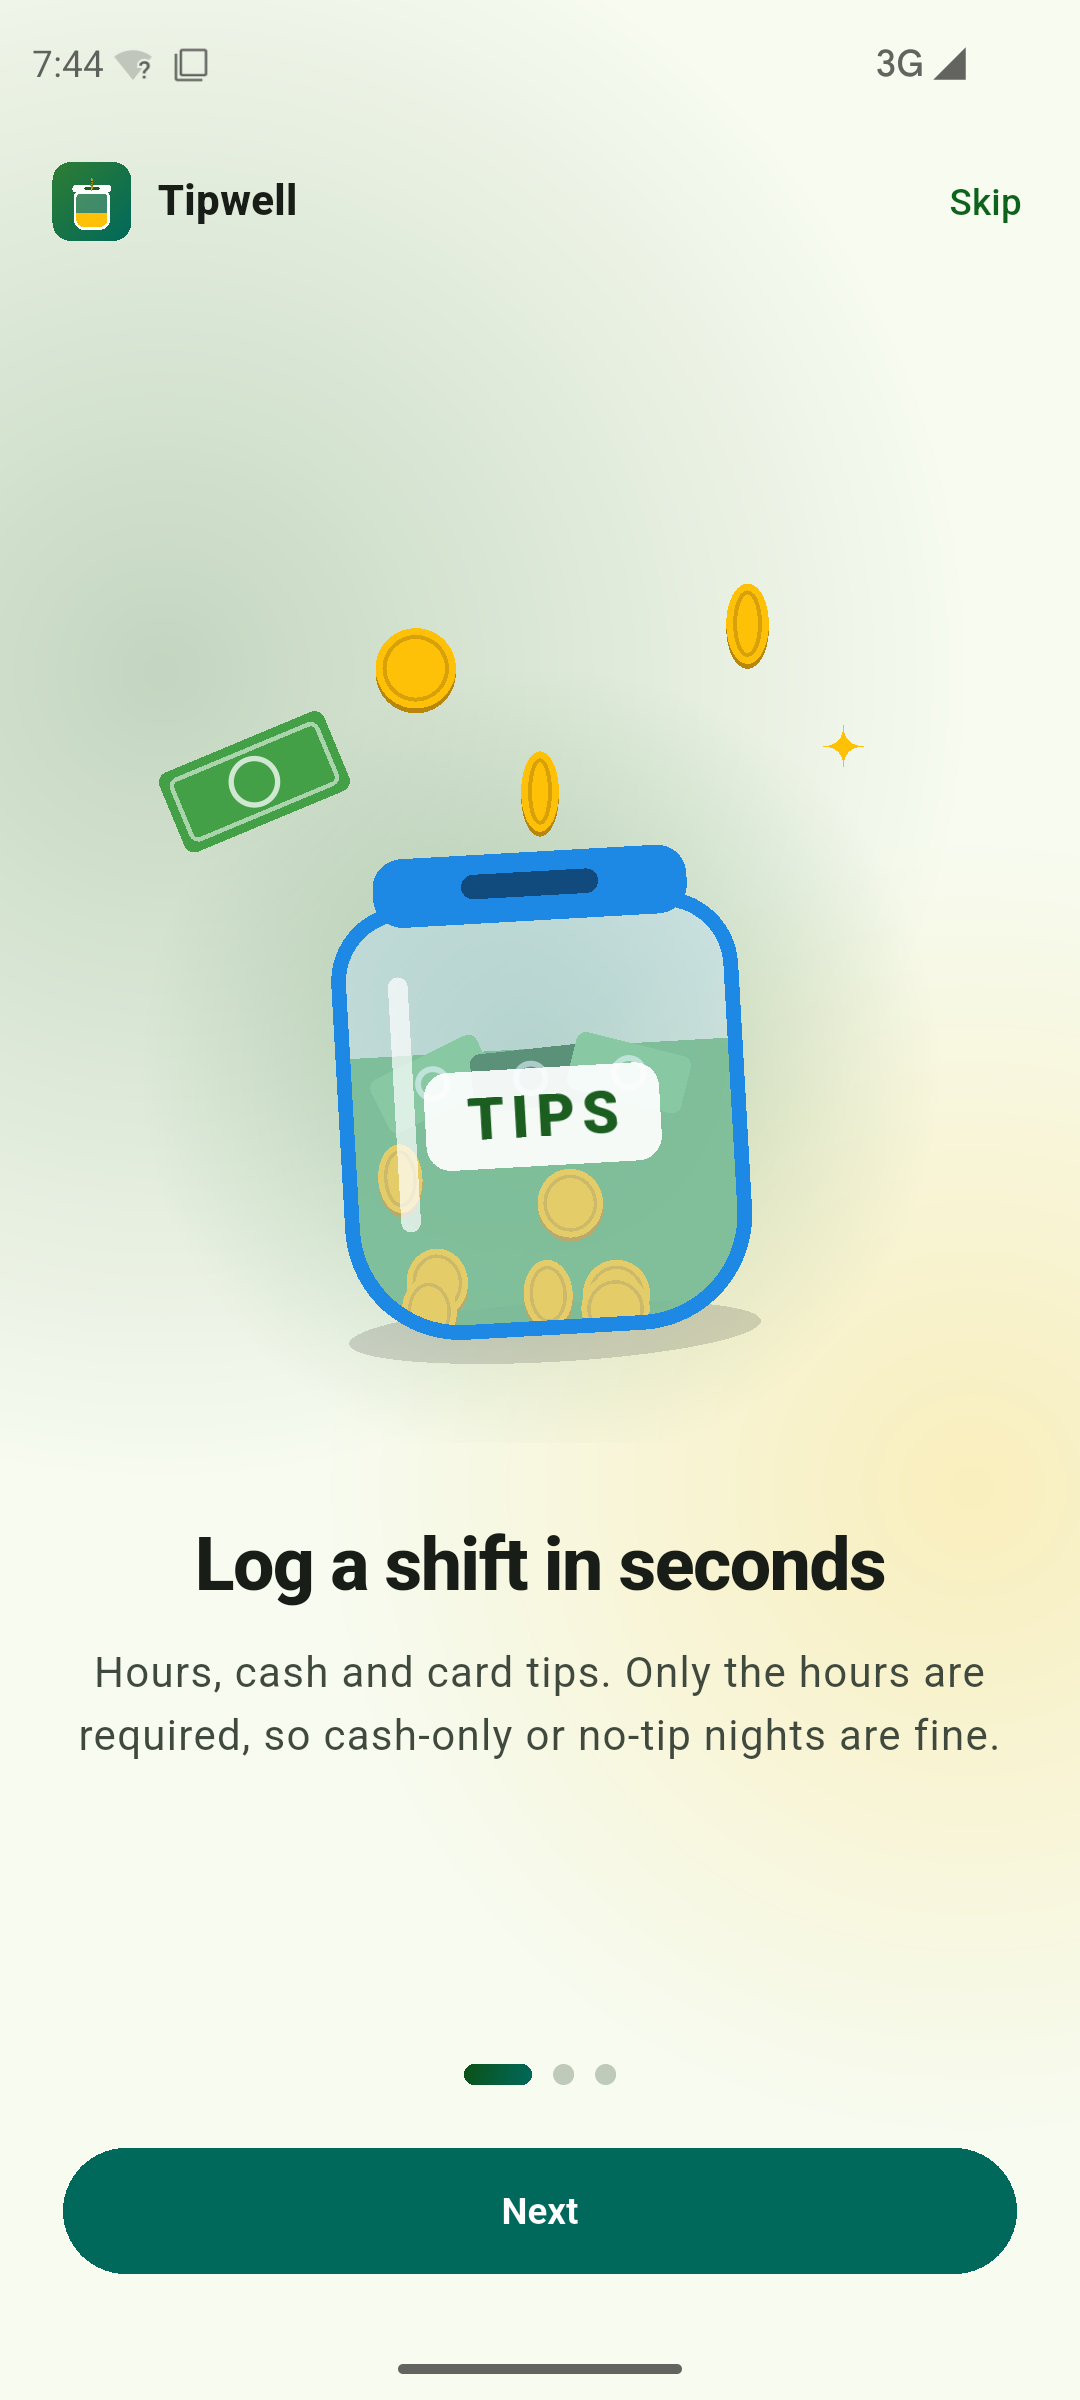 7:44
3G
Tipwell
Skip
TIPS
Log a shift in seconds
Hours, cash and card tips. Only the hours are
required, so cash-only or no-tip nights are fine.
Next